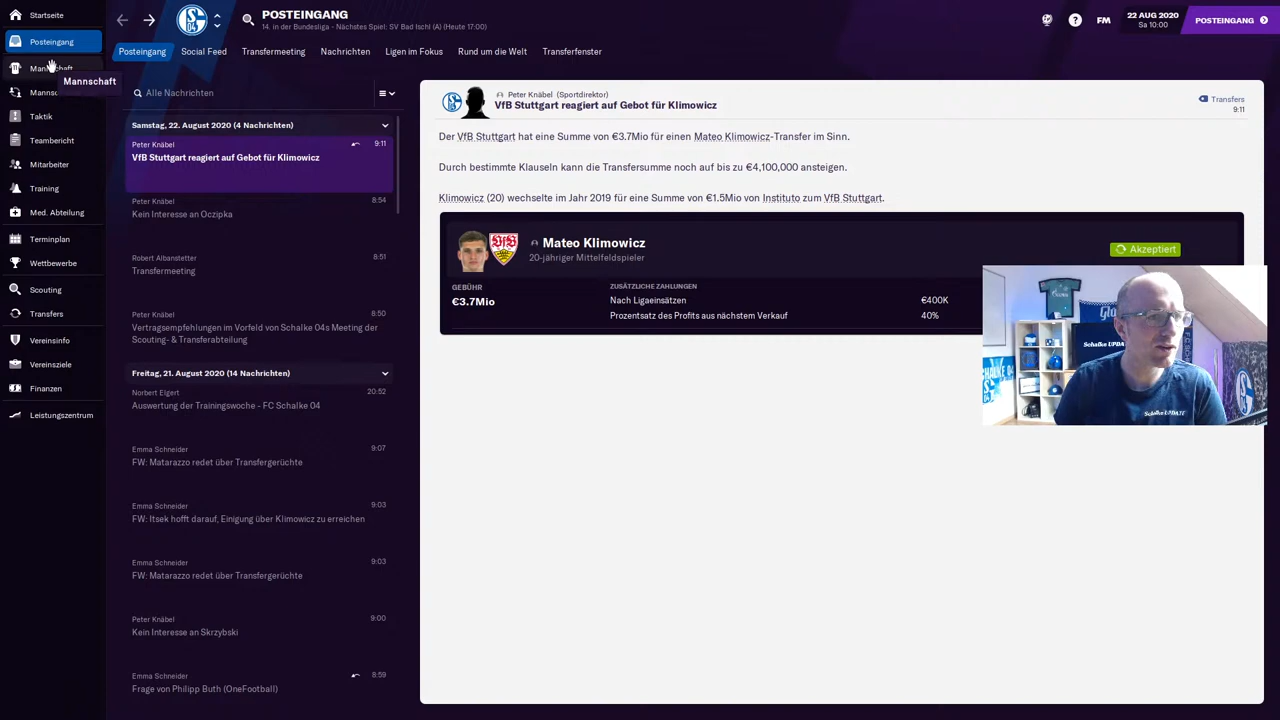 Startseite
Posteingang
Mannschaft
Mannschaft
Mannsc
Taktik
Teambericht
Mitarbeiter
Training
Med. Abteilung
Terminplan
Wettbewerbe
Scouting
Transfers
Vereinsinfo
Vereinsziele
Finanzen
Leistungszentrum
POSTEINGANG
14. in der Bundesliga - Nächstes Spiel: SV Bad Ischl (A) (Heute 17:00)
FM
22 AUG 2020
Sa 10:00
POSTEINGANG
Posteingang
Social Feed
Transfermeeting
Nachrichten
Ligen im Fokus
Rund um die Welt
Transferfenster
Alle Nachrichten
Samstag, 22. August 2020 (4 Nachrichten)
Peter Knäbel 9:11
VfB Stuttgart reagiert auf Gebot für Klimowicz
Peter Knäbel 8:54
Kein Interesse an Oczipka
Robert Albanstetter 8:51
Transfermeeting
Peter Knäbel 8:50
Vertragsempfehlungen im Vorfeld von Schalke 04s Meeting der
Scouting- & Transferabteilung
Freitag, 21. August 2020 (14 Nachrichten)
Norbert Elgert 20:52
Auswertung der Trainingswoche - FC Schalke 04
Emma Schneider 9:07
FW: Matarazzo redet über Transfergerüchte
Emma Schneider 9:03
FW: Itsek hofft darauf, Einigung über Klimowicz zu erreichen
Emma Schneider 9:03
FW: Matarazzo redet über Transfergerüchte
Peter Knäbel 9:00
Kein Interesse an Skrzybski
Emma Schneider 8:59
Frage von Philipp Buth (OneFootball)
Peter Knäbel (Sportdirektor)
VfB Stuttgart reagiert auf Gebot für Klimowicz
Transfers
9:11
Der VfB Stuttgart hat eine Summe von €3.7Mio für einen Mateo Klimowicz-Transfer im Sinn.
Durch bestimmte Klauseln kann die Transfersumme noch auf bis zu €4,100,000 ansteigen.
Klimowicz (20) wechselte im Jahr 2019 für eine Summe von €1.5Mio von Instituto zum VfB Stuttgart.
Mateo Klimowicz
20-jähriger Mittelfeldspieler
Akzeptiert
GEBÜHR
€3.7Mio
ZUSÄTZLICHE ZAHLUNGEN
Nach Ligaeinsätzen €400K
Prozentsatz des Profits aus nächstem Verkauf 40%
Schalke UPDATE